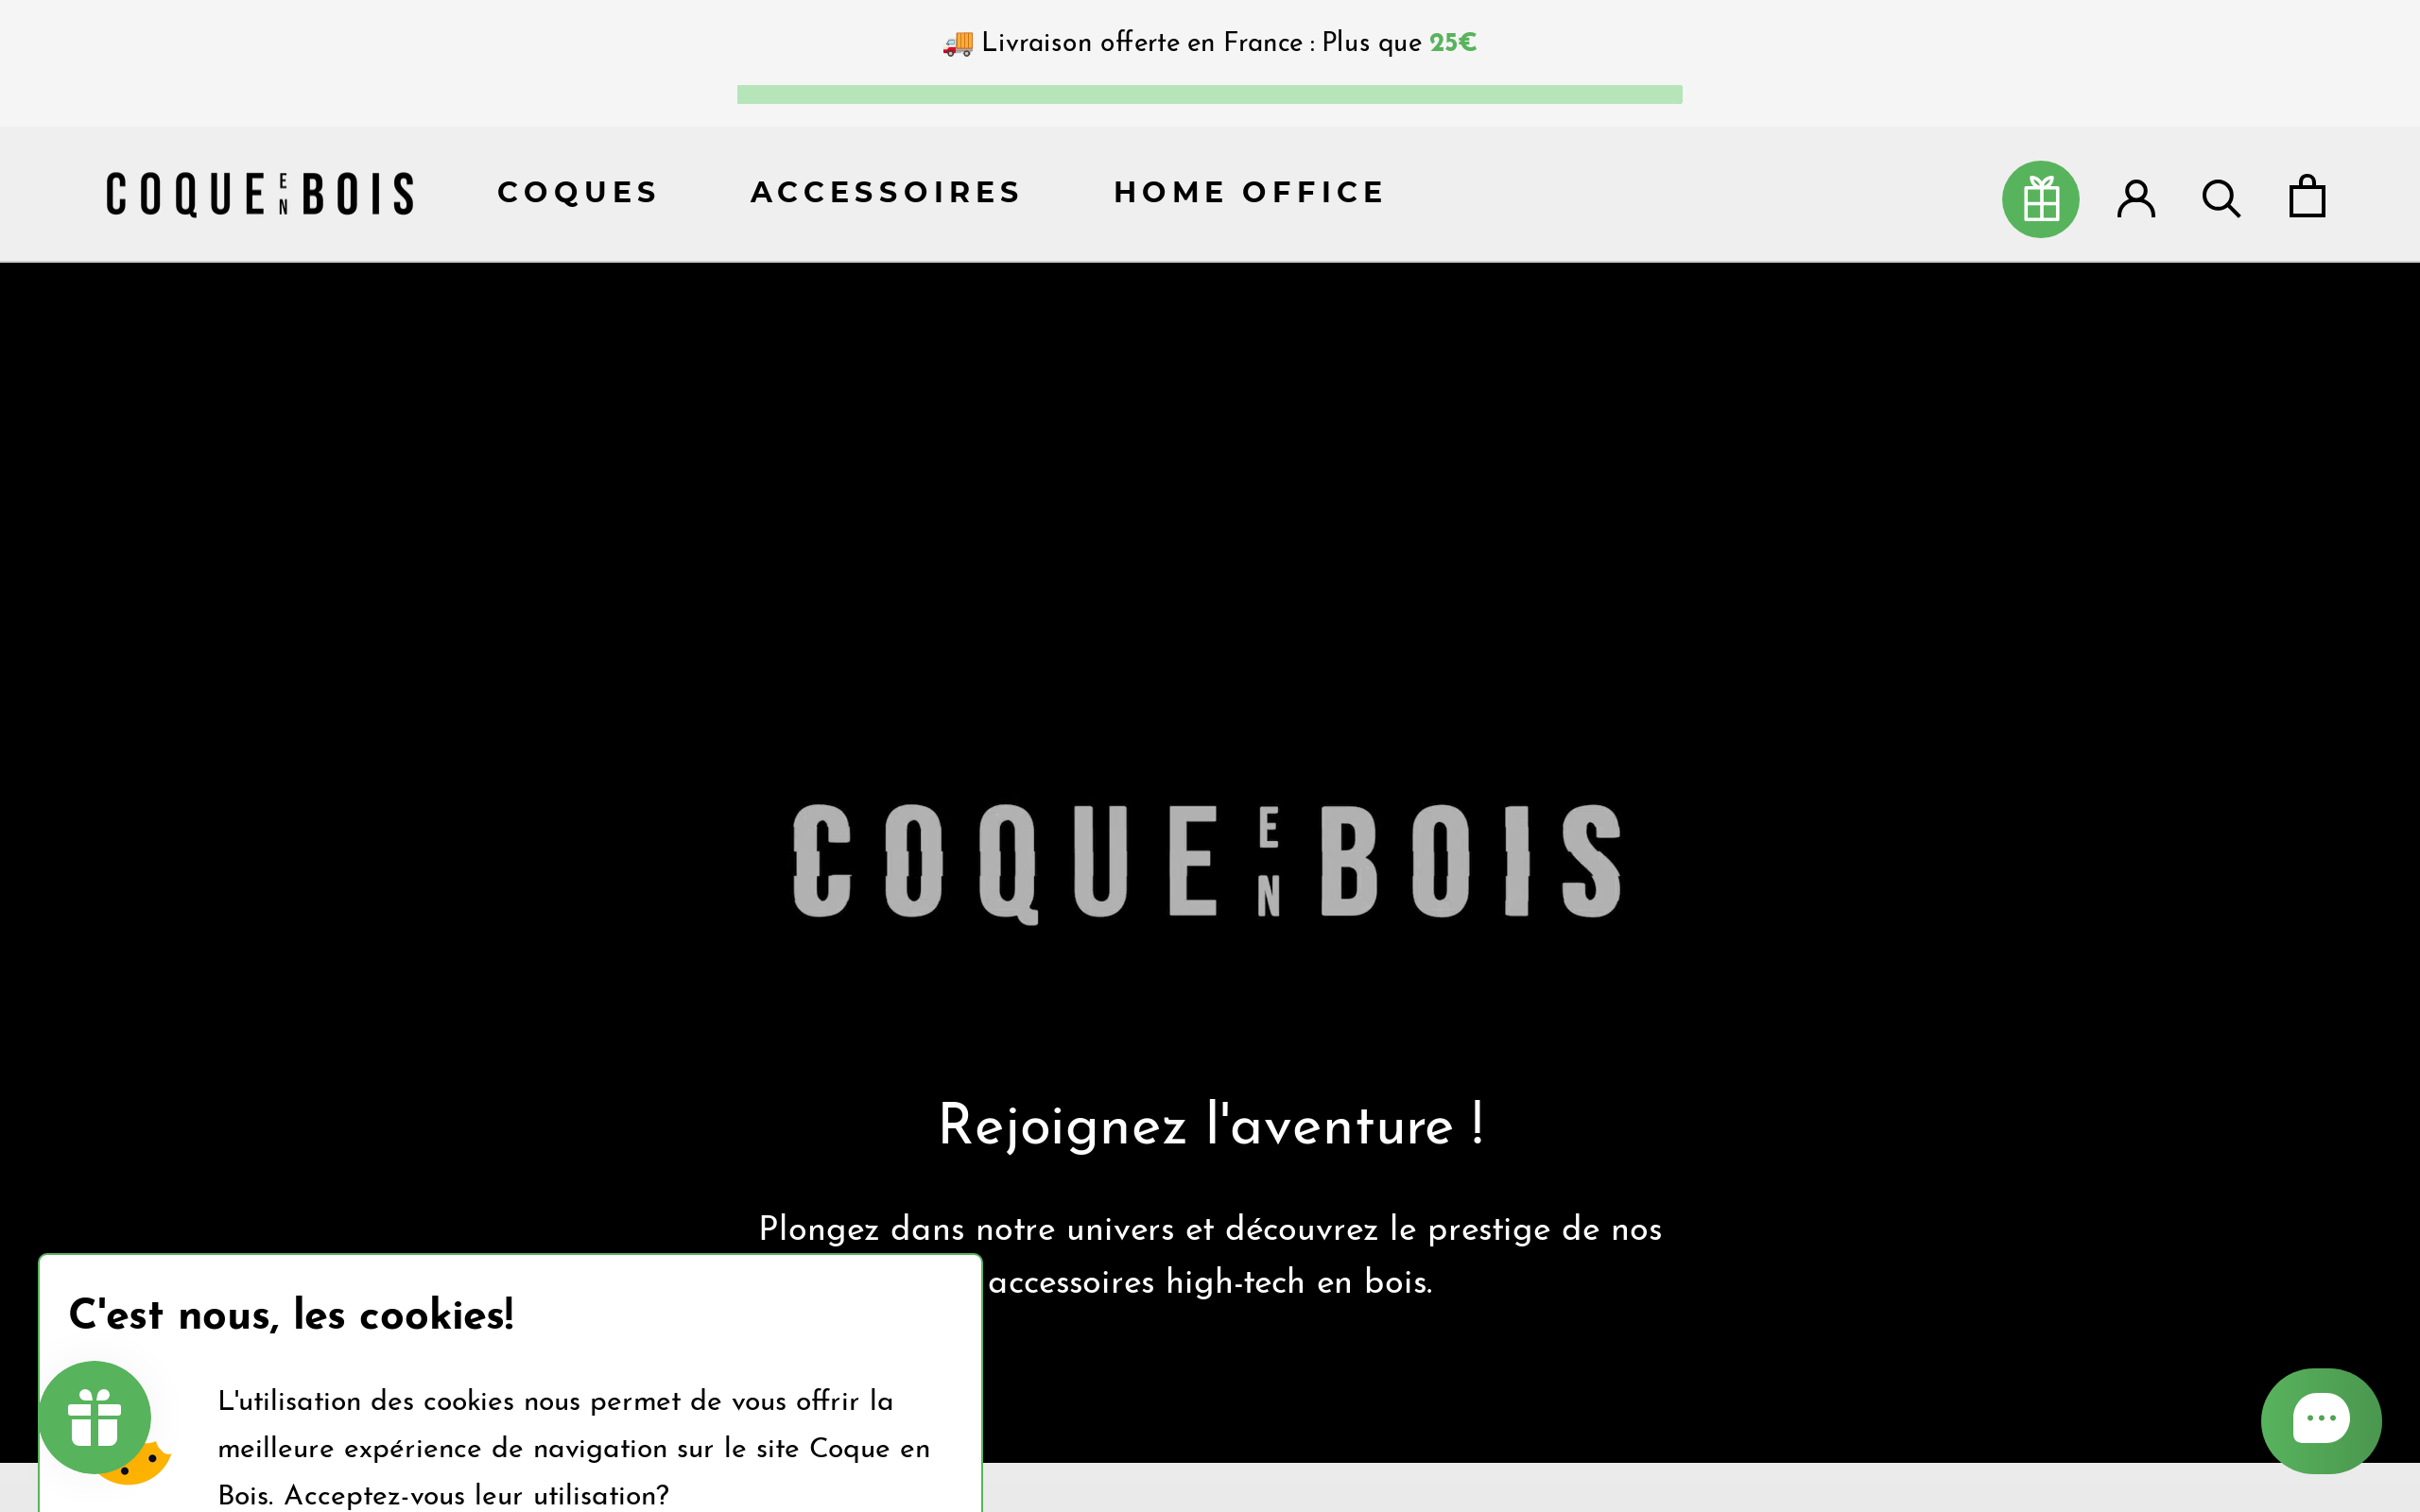 🚚 Livraison offerte en France : Plus que 25€
COQUE EN BOIS
COQUES
ACCESSOIRES
HOME OFFICE
COQUE EN BOIS
Rejoignez l'aventure !
Plongez dans notre univers et découvrez le prestige de nos
accessoires high-tech en bois.
C'est nous, les cookies!
L'utilisation des cookies nous permet de vous offrir la
meilleure expérience de navigation sur le site Coque en
Bois. Acceptez-vous leur utilisation?